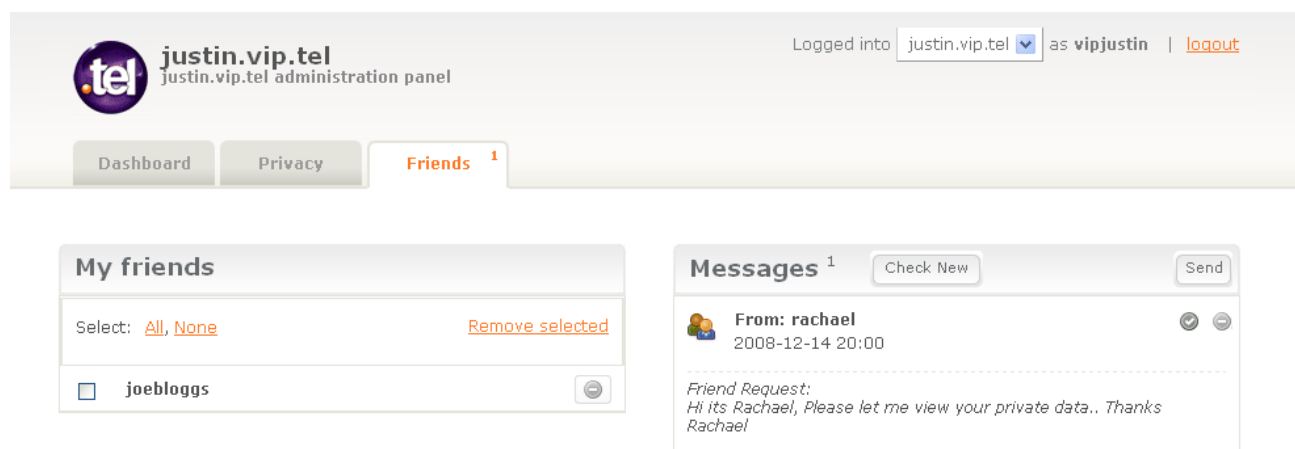 .tel
justin.vip.tel
justin.vip.tel administration panel
Logged into justin.vip.tel as vipjustin | logout
Dashboard Privacy Friends 1
My friends
Select: All, None Remove selected
joebloggs
Messages 1 Check New Send
From: rachael
2008-12-14 20:00
Friend Request:
Hi its Rachael, Please let me view your private data.. Thanks
Rachael